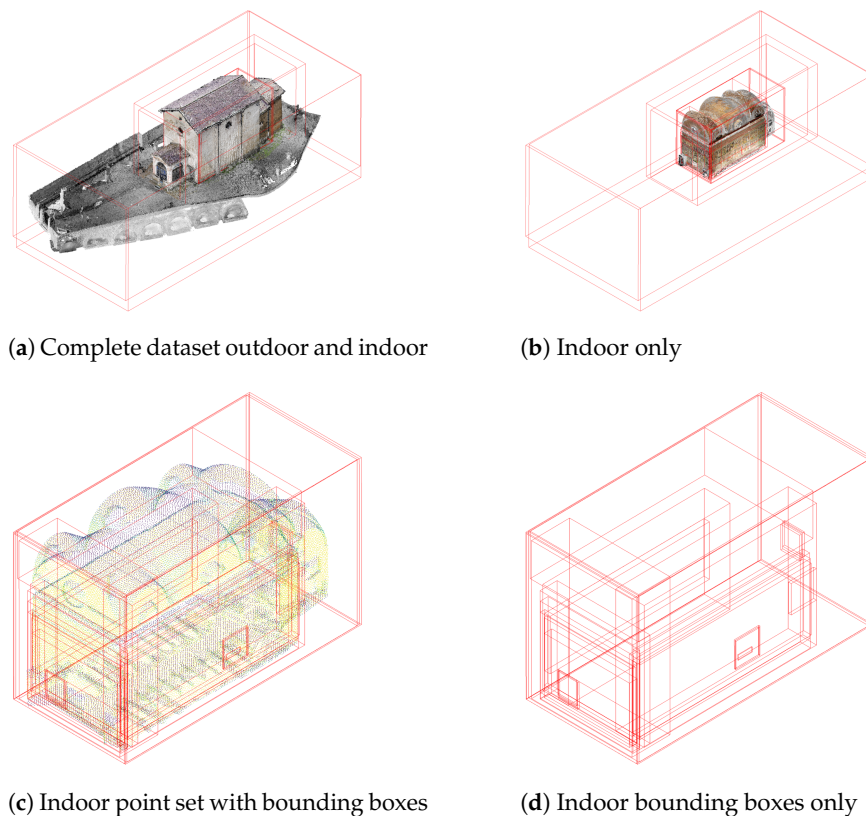 (a) Complete dataset outdoor and indoor
(b) Indoor only
(c) Indoor point set with bounding boxes
(d) Indoor bounding boxes only